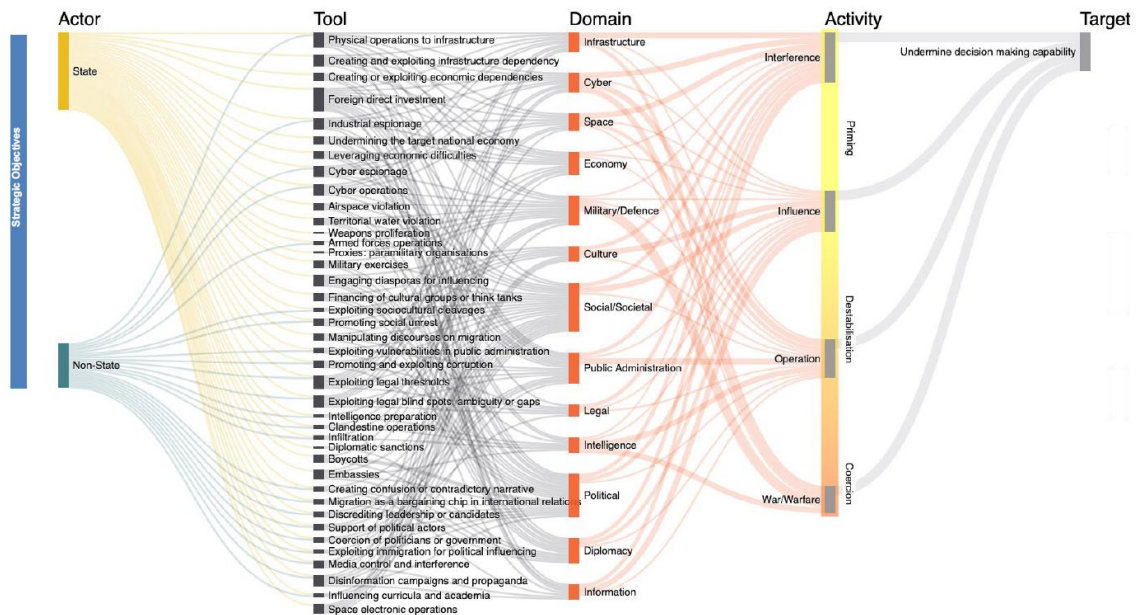 Actor
Tool
Domain
Activity
Target
Strategic Objectives
State
Non-State
Physical operations to infrastructure
Creating and exploiting infrastructure dependency
Creating or exploiting economic dependencies
Foreign direct investment
Industrial espionage
Undermining the target national economy
Leveraging economic difficulties
Cyber espionage
Cyber operations
Airspace violation
Territorial water violation
Weapons proliferation
Armed forces operations
Proxies: paramilitary organisations
Military exercises
Engaging diasporas for influencing
Financing of cultural groups or think tanks
Exploiting sociocultural cleavages
Promoting social unrest
Manipulating discourses on migration
Exploiting vulnerabilities in public administration
Promoting and exploiting corruption
Exploiting legal thresholds
Exploiting legal blind spots, ambiguity or gaps
Intelligence preparation
Clandestine operations
Infiltration
Diplomatic sanctions
Boycotts
Embassies
Creating confusion or contradictory narrative
Migration as a bargaining chip in international relations
Discrediting leadership or candidates
Support of political actors
Coercion of politicians or government
Exploiting immigration for political influencing
Media control and interference
Disinformation campaigns and propaganda
Influencing curricula and academia
Space electronic operations
Infrastructure
Cyber
Space
Economy
Military/Defence
Culture
Social/Societal
Public Administration
Legal
Intelligence
Political
Diplomacy
Information
Interference
Influence
Operation
War/Warfare
Priming
Destabilisation
Coercion
Undermine decision making capability